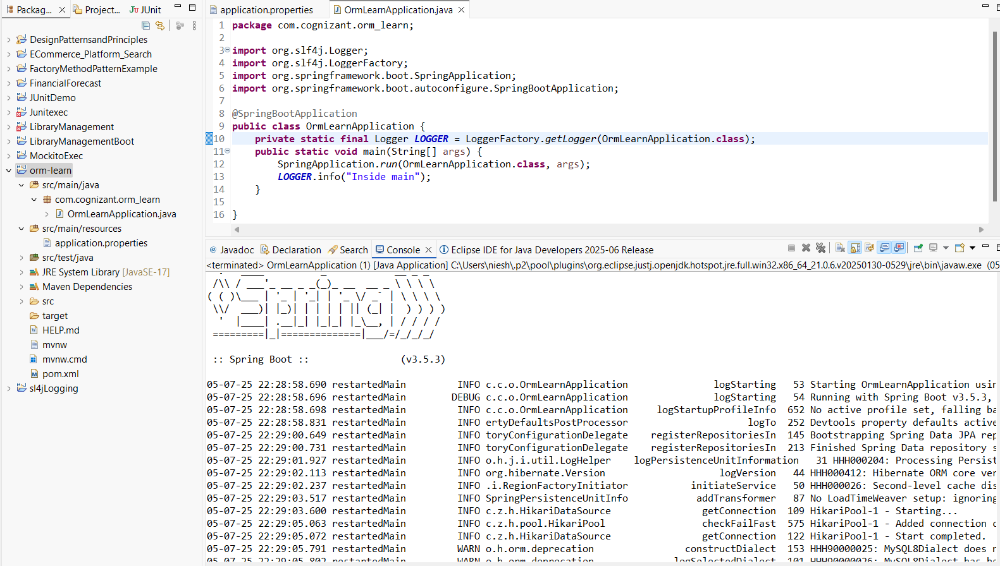 Packag...
Project...
JUnit
DesignPatternsandPrinciples
ECommerce_Platform_Search
FactoryMethodPatternExample
FinancialForecast
JUnitDemo
Junitexec
LibraryManagement
LibraryManagementBoot
MockitoExec
orm-learn
src/main/java
com.cognizant.orm_learn
OrmLearnApplication.java
src/main/resources
application.properties
src/test/java
JRE System Library [JavaSE-17]
Maven Dependencies
src
target
HELP.md
mvnw
mvnw.cmd
pom.xml
sl4jLogging
application.properties
OrmLearnApplication.java
1 package com.cognizant.orm_learn;
2
3 import org.slf4j.Logger;
4 import org.slf4j.LoggerFactory;
5 import org.springframework.boot.SpringApplication;
6 import org.springframework.boot.autoconfigure.SpringBootApplication;
7
8 @SpringBootApplication
9 public class OrmLearnApplication {
10 private static final Logger LOGGER = LoggerFactory.getLogger(OrmLearnApplication.class);
11 public static void main(String[] args) {
12 SpringApplication.run(OrmLearnApplication.class, args);
13 LOGGER.info("Inside main");
14 }
15
16 }
@ Javadoc
Declaration
Search
Console
Eclipse IDE for Java Developers 2025-06 Release
<terminated> OrmLearnApplication (1) [Java Application] C:\Users\niesh\.p2\pool\plugins\org.eclipse.justj.openjdk.hotspot.jre.full.win32.x86_64_21.0.6.v20250130-0529\jre\bin\javaw.exe (05
:: Spring Boot :: (v3.5.3)
05-07-25 22:28:58.690 restartedMain INFO c.c.o.OrmLearnApplication logStarting 53 Starting OrmLearnApplication usin
05-07-25 22:28:58.696 restartedMain DEBUG c.c.o.OrmLearnApplication logStarting 54 Running with Spring Boot v3.5.3,
05-07-25 22:28:58.698 restartedMain INFO c.c.o.OrmLearnApplication logStartupProfileInfo 652 No active profile set, falling ba
05-07-25 22:28:58.831 restartedMain INFO ertyDefaultsPostProcessor logTo 252 Devtools property defaults active
05-07-25 22:29:00.649 restartedMain INFO toryConfigurationDelegate registerRepositoriesIn 145 Bootstrapping Spring Data JPA rep
05-07-25 22:29:00.731 restartedMain INFO toryConfigurationDelegate registerRepositoriesIn 213 Finished Spring Data repository s
05-07-25 22:29:01.927 restartedMain INFO o.h.j.i.util.LogHelper logPersistenceUnitInformation 31 HHH000204: Processing Persist
05-07-25 22:29:02.113 restartedMain INFO org.hibernate.Version logVersion 44 HHH000412: Hibernate ORM core ver
05-07-25 22:29:02.237 restartedMain INFO .i.RegionFactoryInitiator initiateService 50 HHH000026: Second-level cache dis
05-07-25 22:29:03.517 restartedMain INFO SpringPersistenceUnitInfo addTransformer 87 No LoadTimeWeaver setup: ignoring
05-07-25 22:29:03.600 restartedMain INFO c.z.h.HikariDataSource getConnection 109 HikariPool-1 - Starting...
05-07-25 22:29:05.063 restartedMain INFO c.z.h.pool.HikariPool checkFailFast 575 HikariPool-1 - Added connection c
05-07-25 22:29:05.072 restartedMain INFO c.z.h.HikariDataSource getConnection 122 HikariPool-1 - Start completed.
05-07-25 22:29:05.791 restartedMain WARN o.h.orm.deprecation constructDialect 153 HHH90000025: MySQL8Dialect does n
05-07-25 22:29:05.802 restartedMain WARN o.h.orm.deprecation logSelectedDialect 101 HHH90000026: MySQL8Dialect has be